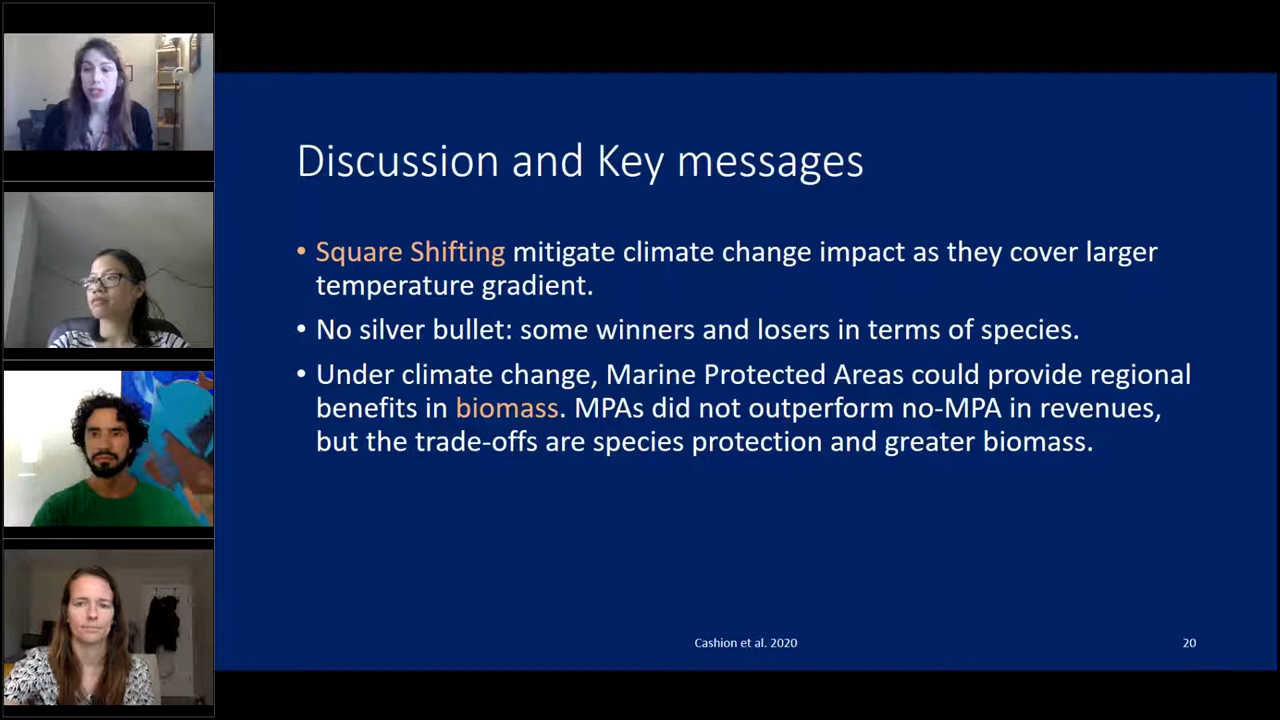 Discussion and Key messages
• Square Shifting mitigate climate change impact as they cover larger
temperature gradient.
• No silver bullet: some winners and losers in terms of species.
• Under climate change, Marine Protected Areas could provide regional
benefits in biomass. MPAs did not outperform no-MPA in revenues,
but the trade-offs are species protection and greater biomass.
Cashion et al. 2020
20